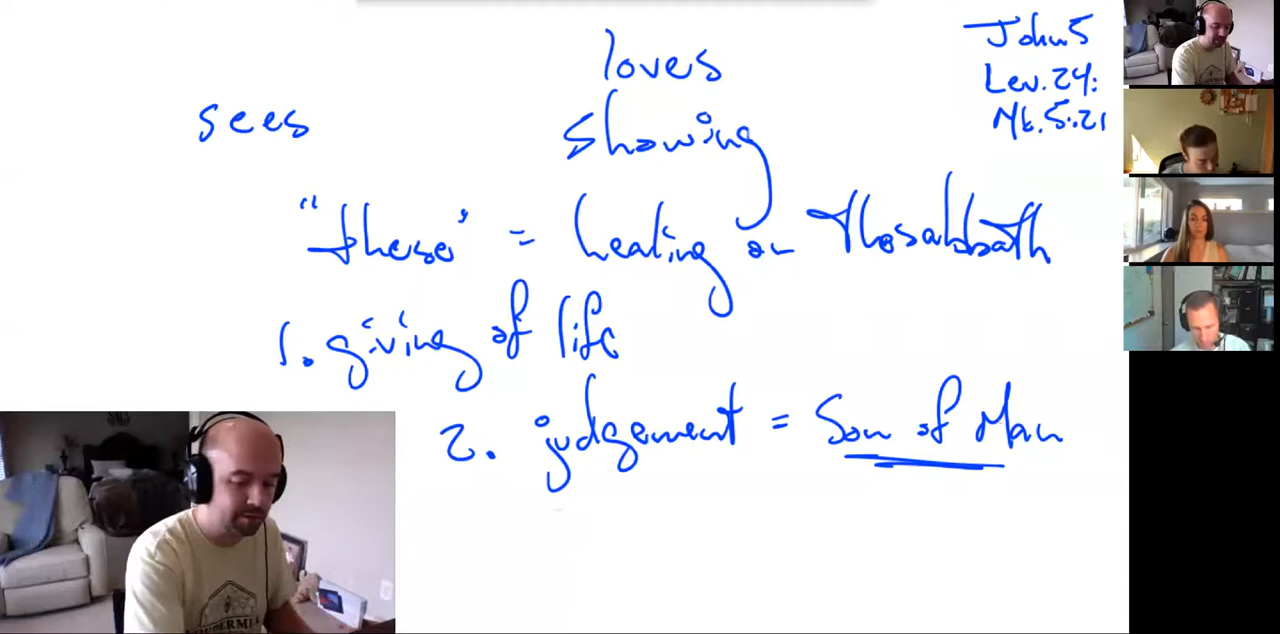 loves
John 5
Lev. 24:
Mt. 5:21
sees
showing
"these" = healing on the sabbath
1. giving of life
2. judgement = Son of Man